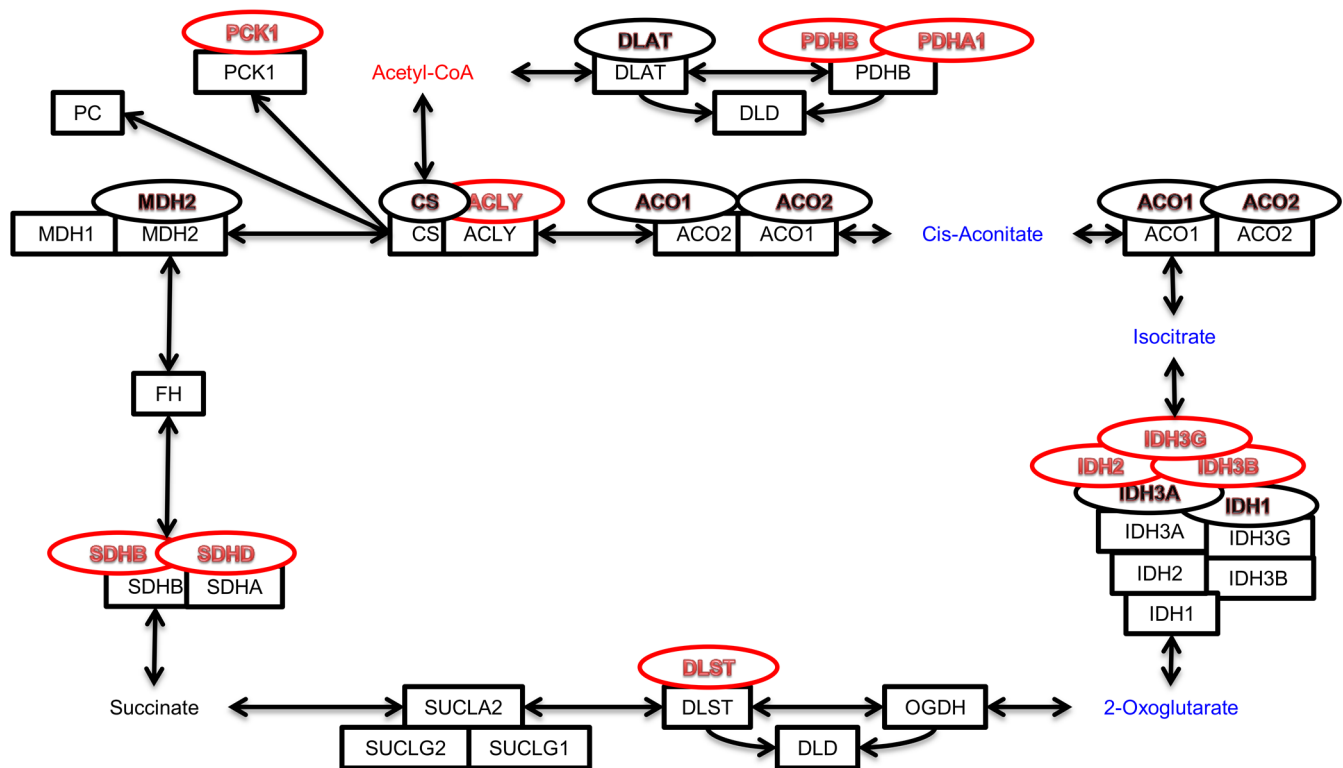 PCK1
PCK1
PC
Acetyl-CoA
DLAT
DLAT
PDHB
PDHA1
PDHB
DLD
MDH2
MDH1
MDH2
CS
ACLY
CS
ACLY
ACO1
ACO2
ACO2
ACO1
Cis-Aconitate
ACO1
ACO2
ACO1
ACO2
Isocitrate
FH
IDH3G
IDH2
IDH3B
IDH3A
IDH1
IDH3A
IDH3G
IDH2
IDH3B
IDH1
SDHB
SDHD
SDHB
SDHA
Succinate
SUCLA2
SUCLG2
SUCLG1
DLST
DLST
OGDH
DLD
2-Oxoglutarate